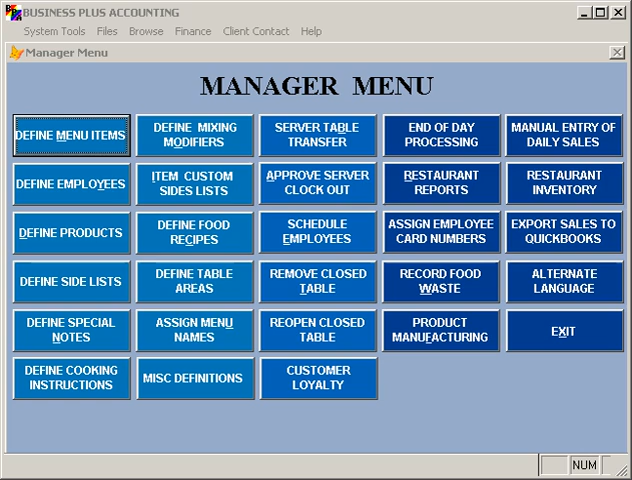 BUSINESS PLUS ACCOUNTING
System Tools Files Browse Finance Client Contact Help
Manager Menu
MANAGER MENU
DEFINE MENU ITEMS
DEFINE MIXING
MODIFIERS
SERVER TABLE
TRANSFER
END OF DAY
PROCESSING
MANUAL ENTRY OF
DAILY SALES
DEFINE EMPLOYEES
ITEM CUSTOM
SIDES LISTS
APPROVE SERVER
CLOCK OUT
RESTAURANT
REPORTS
RESTAURANT
INVENTORY
DEFINE PRODUCTS
DEFINE FOOD
RECIPES
SCHEDULE
EMPLOYEES
ASSIGN EMPLOYEE
CARD NUMBERS
EXPORT SALES TO
QUICKBOOKS
DEFINE SIDE LISTS
DEFINE TABLE
AREAS
REMOVE CLOSED
TABLE
RECORD FOOD
WASTE
ALTERNATE
LANGUAGE
DEFINE SPECIAL
NOTES
ASSIGN MENU
NAMES
REOPEN CLOSED
TABLE
PRODUCT
MANUFACTURING
EXIT
DEFINE COOKING
INSTRUCTIONS
MISC DEFINITIONS
CUSTOMER
LOYALTY
NUM